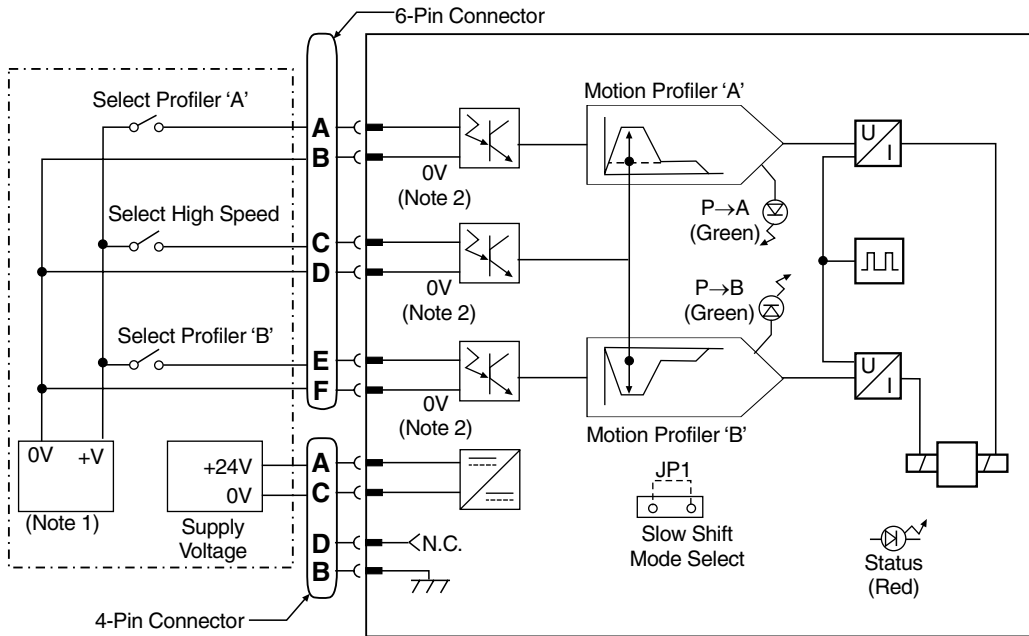 6-Pin Connector
Select Profiler 'A'
Motion Profiler 'A'
A
B
0V
(Note 2)
U
I
P→A
(Green)
Select High Speed
C
D
0V
(Note 2)
P→B
(Green)
Select Profiler 'B'
E
F
0V
(Note 2)
U
I
Motion Profiler 'B'
0V +V
(Note 1)
+24V
0V
Supply
Voltage
A
C
D
B
N.C.
JP1
Slow Shift
Mode Select
Status
(Red)
4-Pin Connector